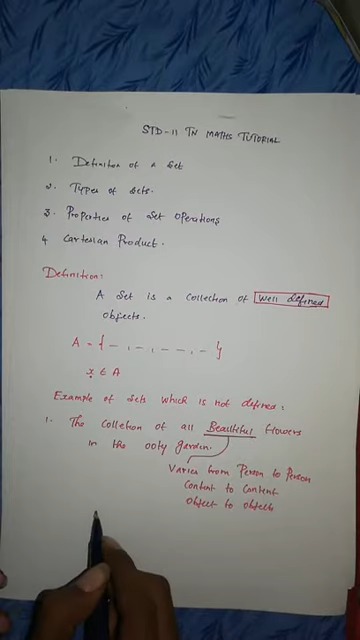 STD-11 TN MATHS TUTORIAL
1. Definition of a Set
2. Types of Sets.
3. Properties of Set Operations
4 Cartesian Product.
Definition:
A Set is a Collection of Well defined
objects.
A = { -, -, -, -, - }
x ∈ A
Example of Sets which is not defined:
1. The Colletion of all Beautiful flowers
in the ooty garden.
Varies from Person to Person
Content to Content
Object to objects